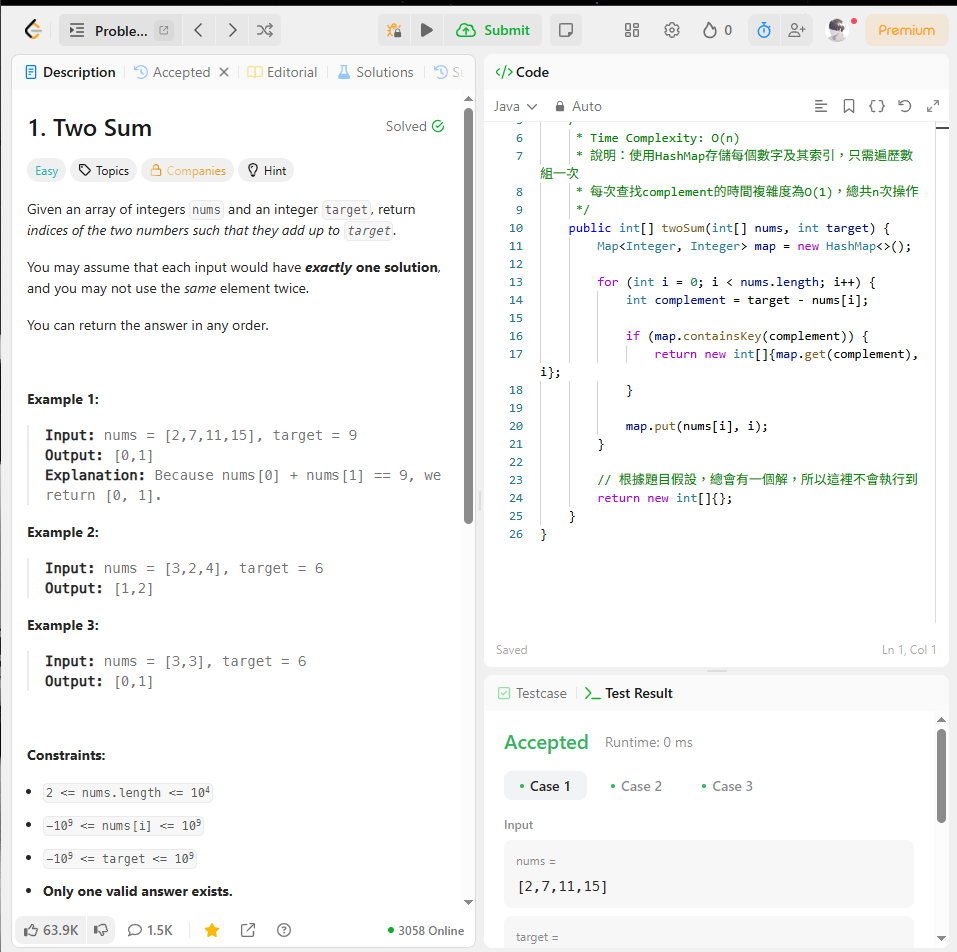 Proble...
Submit
0
Premium
Description
Accepted
Editorial
Solutions
1. Two Sum
Solved
Easy
Topics
Companies
Hint
Given an array of integers nums and an integer target, return
indices of the two numbers such that they add up to target.
You may assume that each input would have exactly one solution,
and you may not use the same element twice.
You can return the answer in any order.
Example 1:
Input: nums = [2,7,11,15], target = 9
Output: [0,1]
Explanation: Because nums[0] + nums[1] == 9, we
return [0, 1].
Example 2:
Input: nums = [3,2,4], target = 6
Output: [1,2]
Example 3:
Input: nums = [3,3], target = 6
Output: [0,1]
Constraints:
2 <= nums.length <= 10⁴
-10⁹ <= nums[i] <= 10⁹
-10⁹ <= target <= 10⁹
Only one valid answer exists.
63.9K
1.5K
3058 Online
</> Code
Java
Auto
6 * Time Complexity: O(n)
7 * 說明：使用HashMap存儲每個數字及其索引，只需遍歷數
組一次
8 * 每次查找complement的時間複雜度為O(1)，總共n次操作
9 */
10 public int[] twoSum(int[] nums, int target) {
11 Map<Integer, Integer> map = new HashMap<>();
12
13 for (int i = 0; i < nums.length; i++) {
14 int complement = target - nums[i];
15
16 if (map.containsKey(complement)) {
17 return new int[]{map.get(complement),
i};
18 }
19
20 map.put(nums[i], i);
21 }
22
23 // 根據題目假設，總會有一個解，所以這裡不會執行到
24 return new int[]{};
25 }
26 }
Saved
Ln 1, Col 1
Testcase
Test Result
Accepted
Runtime: 0 ms
Case 1
Case 2
Case 3
Input
nums =
[2,7,11,15]
target =